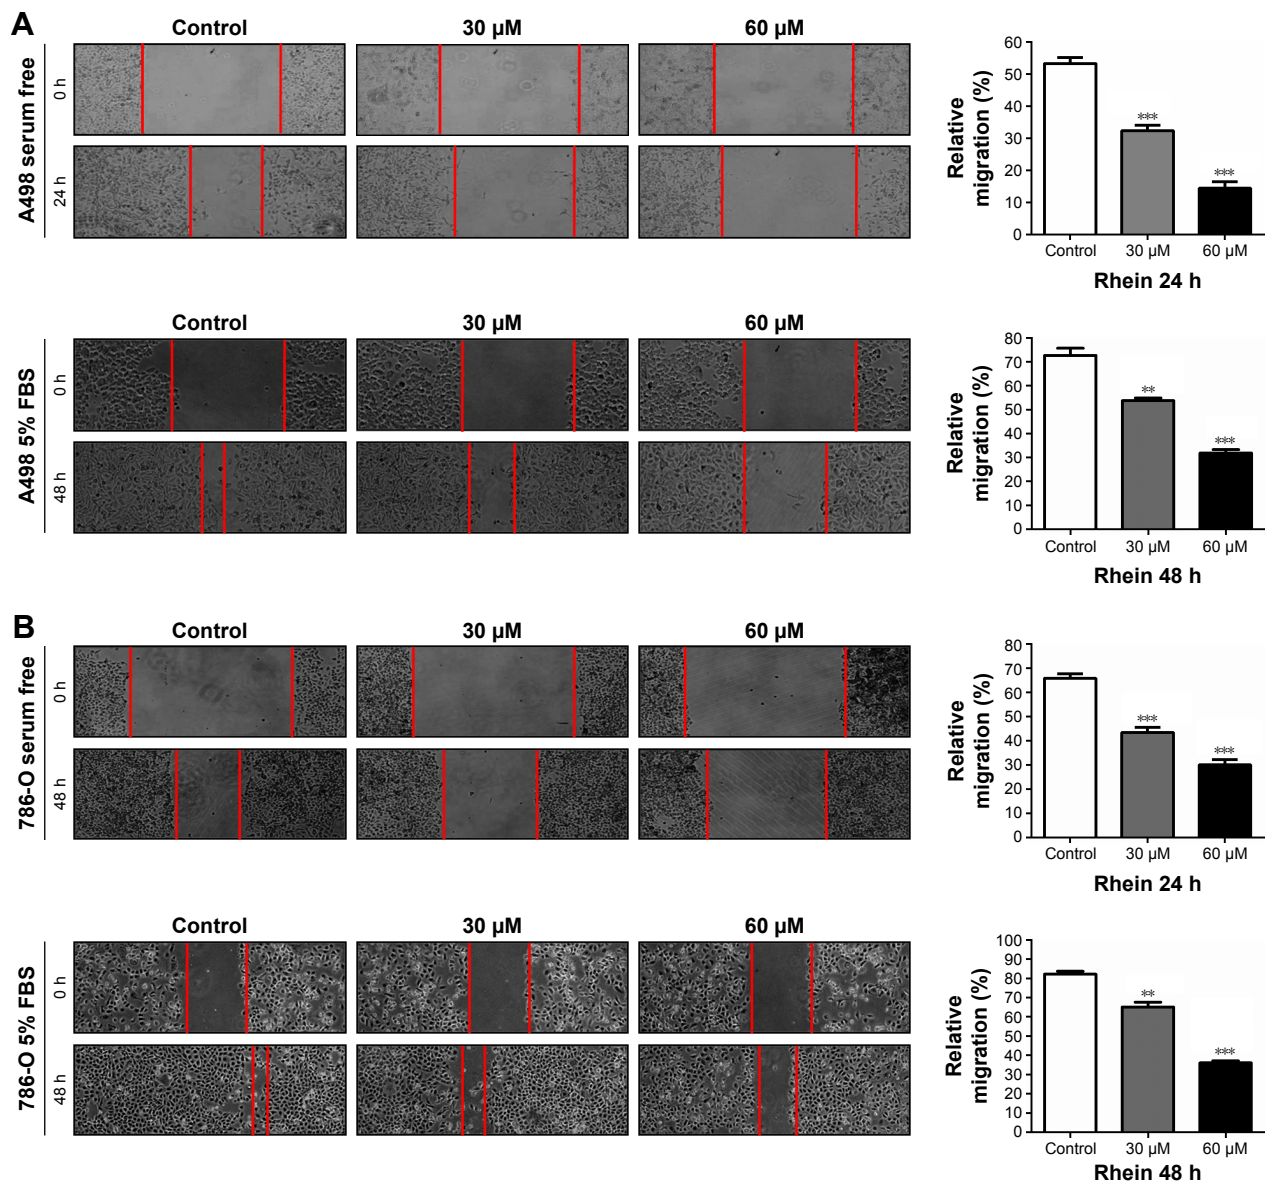 A
Control 30 µM 60 µM
A498 serum free
0 h
24 h
Relative
migration (%)
60
50
40
30
20
10
0
***
***
Control 30 µM 60 µM
Rhein 24 h
Control 30 µM 60 µM
A498 5% FBS
0 h
48 h
Relative
migration (%)
80
70
60
50
40
30
20
10
0
**
***
Control 30 µM 60 µM
Rhein 48 h
B
Control 30 µM 60 µM
786-O serum free
0 h
48 h
Relative
migration (%)
80
70
60
50
40
30
20
10
0
***
***
Control 30 µM 60 µM
Rhein 24 h
Control 30 µM 60 µM
786-O 5% FBS
0 h
48 h
Relative
migration (%)
100
90
80
70
60
50
40
30
20
10
0
**
***
Control 30 µM 60 µM
Rhein 48 h